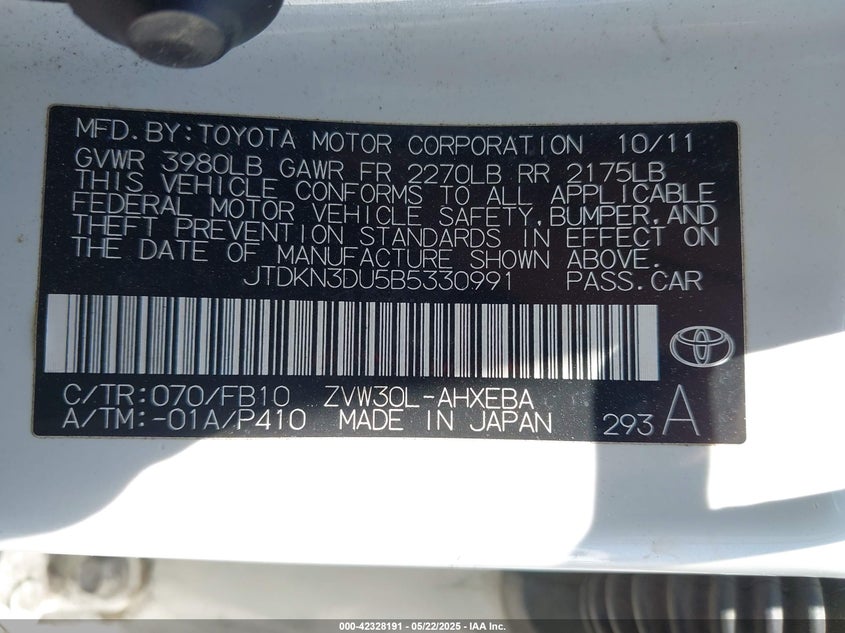 MFD.BY:TOYOTA MOTOR CORPORATION 10/11
GVWR 3980LB GAWR FR 2270LB RR 2175LB
THIS VEHICLE CONFORMS TO ALL APPLICABLE
FEDERAL MOTOR VEHICLE SAFETY,BUMPER,AND
THEFT PREVENTION STANDARDS IN EFFECT ON
THE DATE OF MANUFACTURE SHOWN ABOVE.
JTDKN3DU5B5330991 PASS.CAR
C/TR:070/FB10 ZVW30L-AHXEBA
A/TM:-01A/P410 MADE IN JAPAN 293 A
000-42328191 - 05/22/2025 - IAA Inc.